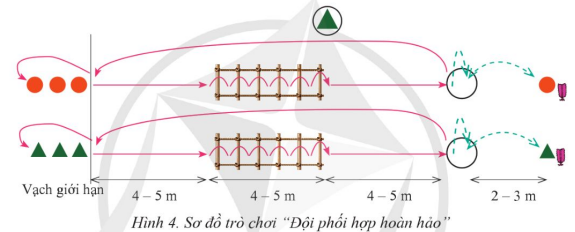 Vạch giới hạn
4 – 5 m
4 – 5 m
4 – 5 m
2 – 3 m
Hình 4. Sơ đồ trò chơi “Đội phối hợp hoàn hảo”